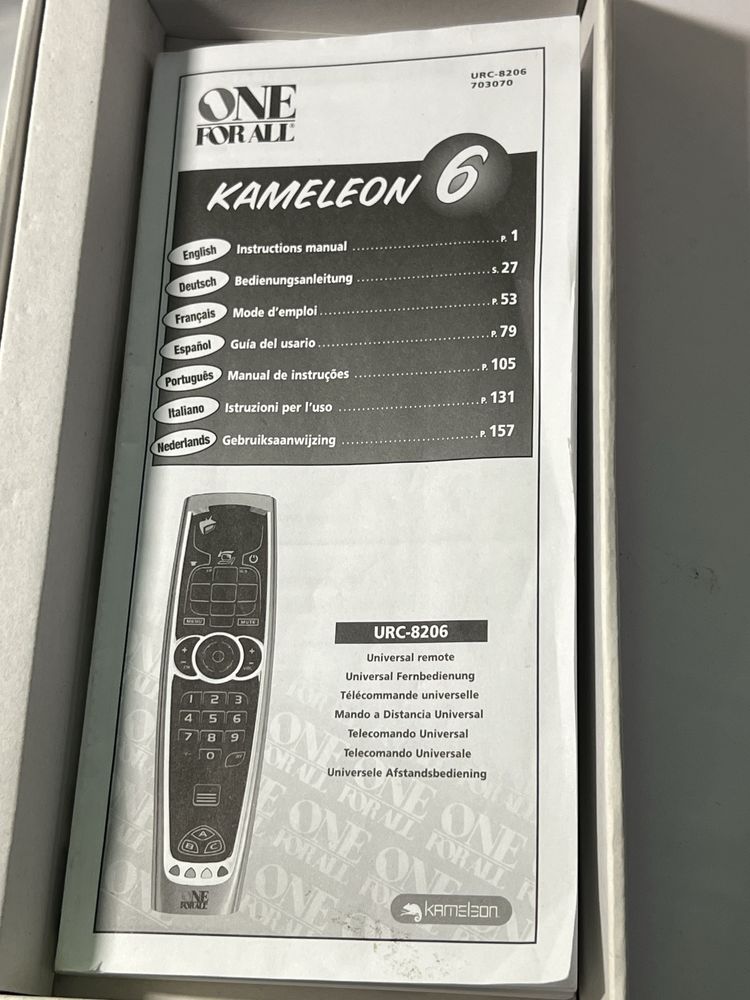 URC-8206
703070
ONE
FOR ALL®
KAMELEON 6
English Instructions manual ........................ P. 1
Deutsch Bedienungsanleitung ........................ S. 27
Français Mode d'emploi ........................ P. 53
Español Guía del usario ........................ P. 79
Português Manual de instruções ........................ P. 105
Italiano Istruzioni per l'uso ........................ P. 131
Nederlands Gebruiksaanwijzing ........................ P. 157
MENU MUTE
1 2 3
4 5 6
7 8 9
0
A
B C
ONE
FOR ALL
URC-8206
Universal remote
Universal Fernbedienung
Télécommande universelle
Mando a Distancia Universal
Telecomando Universal
Telecomando Universale
Universele Afstandsbediening
ONE
FOR ALL
KAMELEON